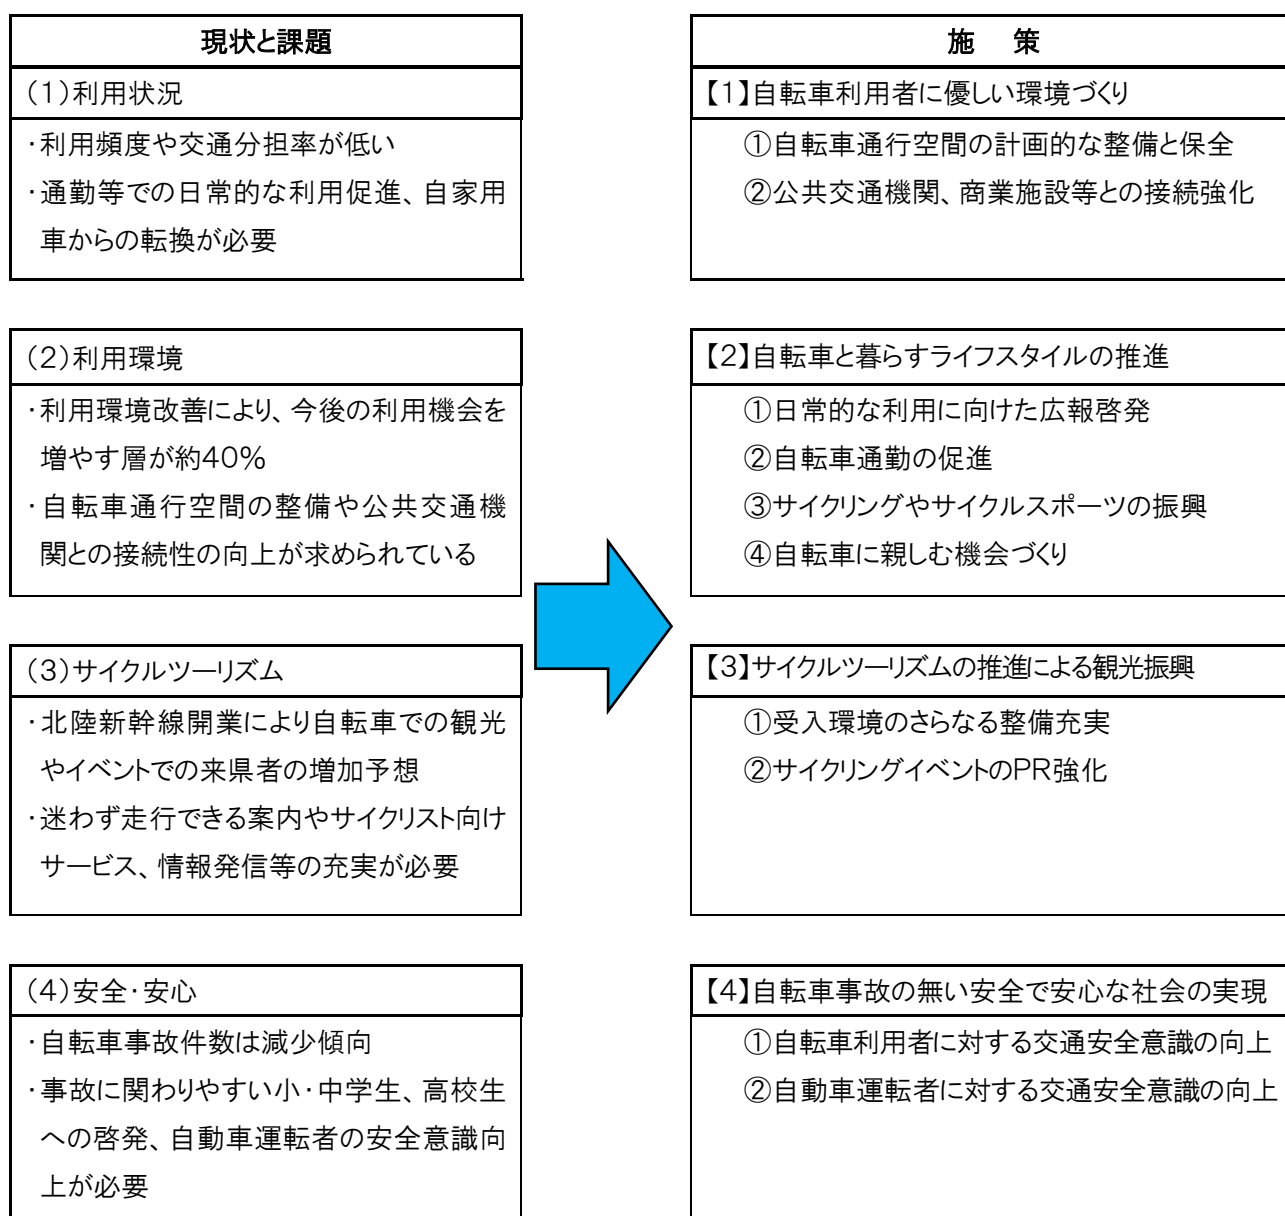 現状と課題
(1)利用状況
・利用頻度や交通分担率が低い
・通勤等での日常的な利用促進、自家用
車からの転換が必要
(2)利用環境
・利用環境改善により、今後の利用機会を
増やす層が約40%
・自転車通行空間の整備や公共交通機
関との接続性の向上が求められている
(3)サイクルツーリズム
・北陸新幹線開業により自転車での観光
やイベントでの来県者の増加予想
・迷わず走行できる案内やサイクリスト向け
サービス、情報発信等の充実が必要
(4)安全・安心
・自転車事故件数は減少傾向
・事故に関わりやすい小・中学生、高校生
への啓発、自動車運転者の安全意識向
上が必要
施 策
【1】自転車利用者に優しい環境づくり
①自転車通行空間の計画的な整備と保全
②公共交通機関、商業施設等との接続強化
【2】自転車と暮らすライフスタイルの推進
①日常的な利用に向けた広報啓発
②自転車通勤の促進
③サイクリングやサイクルスポーツの振興
④自転車に親しむ機会づくり
【3】サイクルツーリズムの推進による観光振興
①受入環境のさらなる整備充実
②サイクリングイベントのPR強化
【4】自転車事故の無い安全で安心な社会の実現
①自転車利用者に対する交通安全意識の向上
②自動車運転者に対する交通安全意識の向上